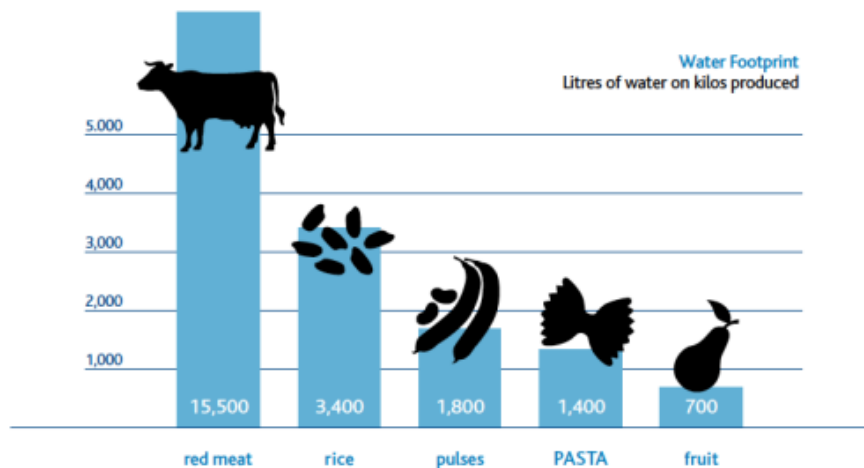 Water Footprint
Litres of water on kilos produced
5.000
4,000
3,000
2,000
1,000
15,500 3,400 1,800 1,400 700
red meat rice pulses PASTA fruit